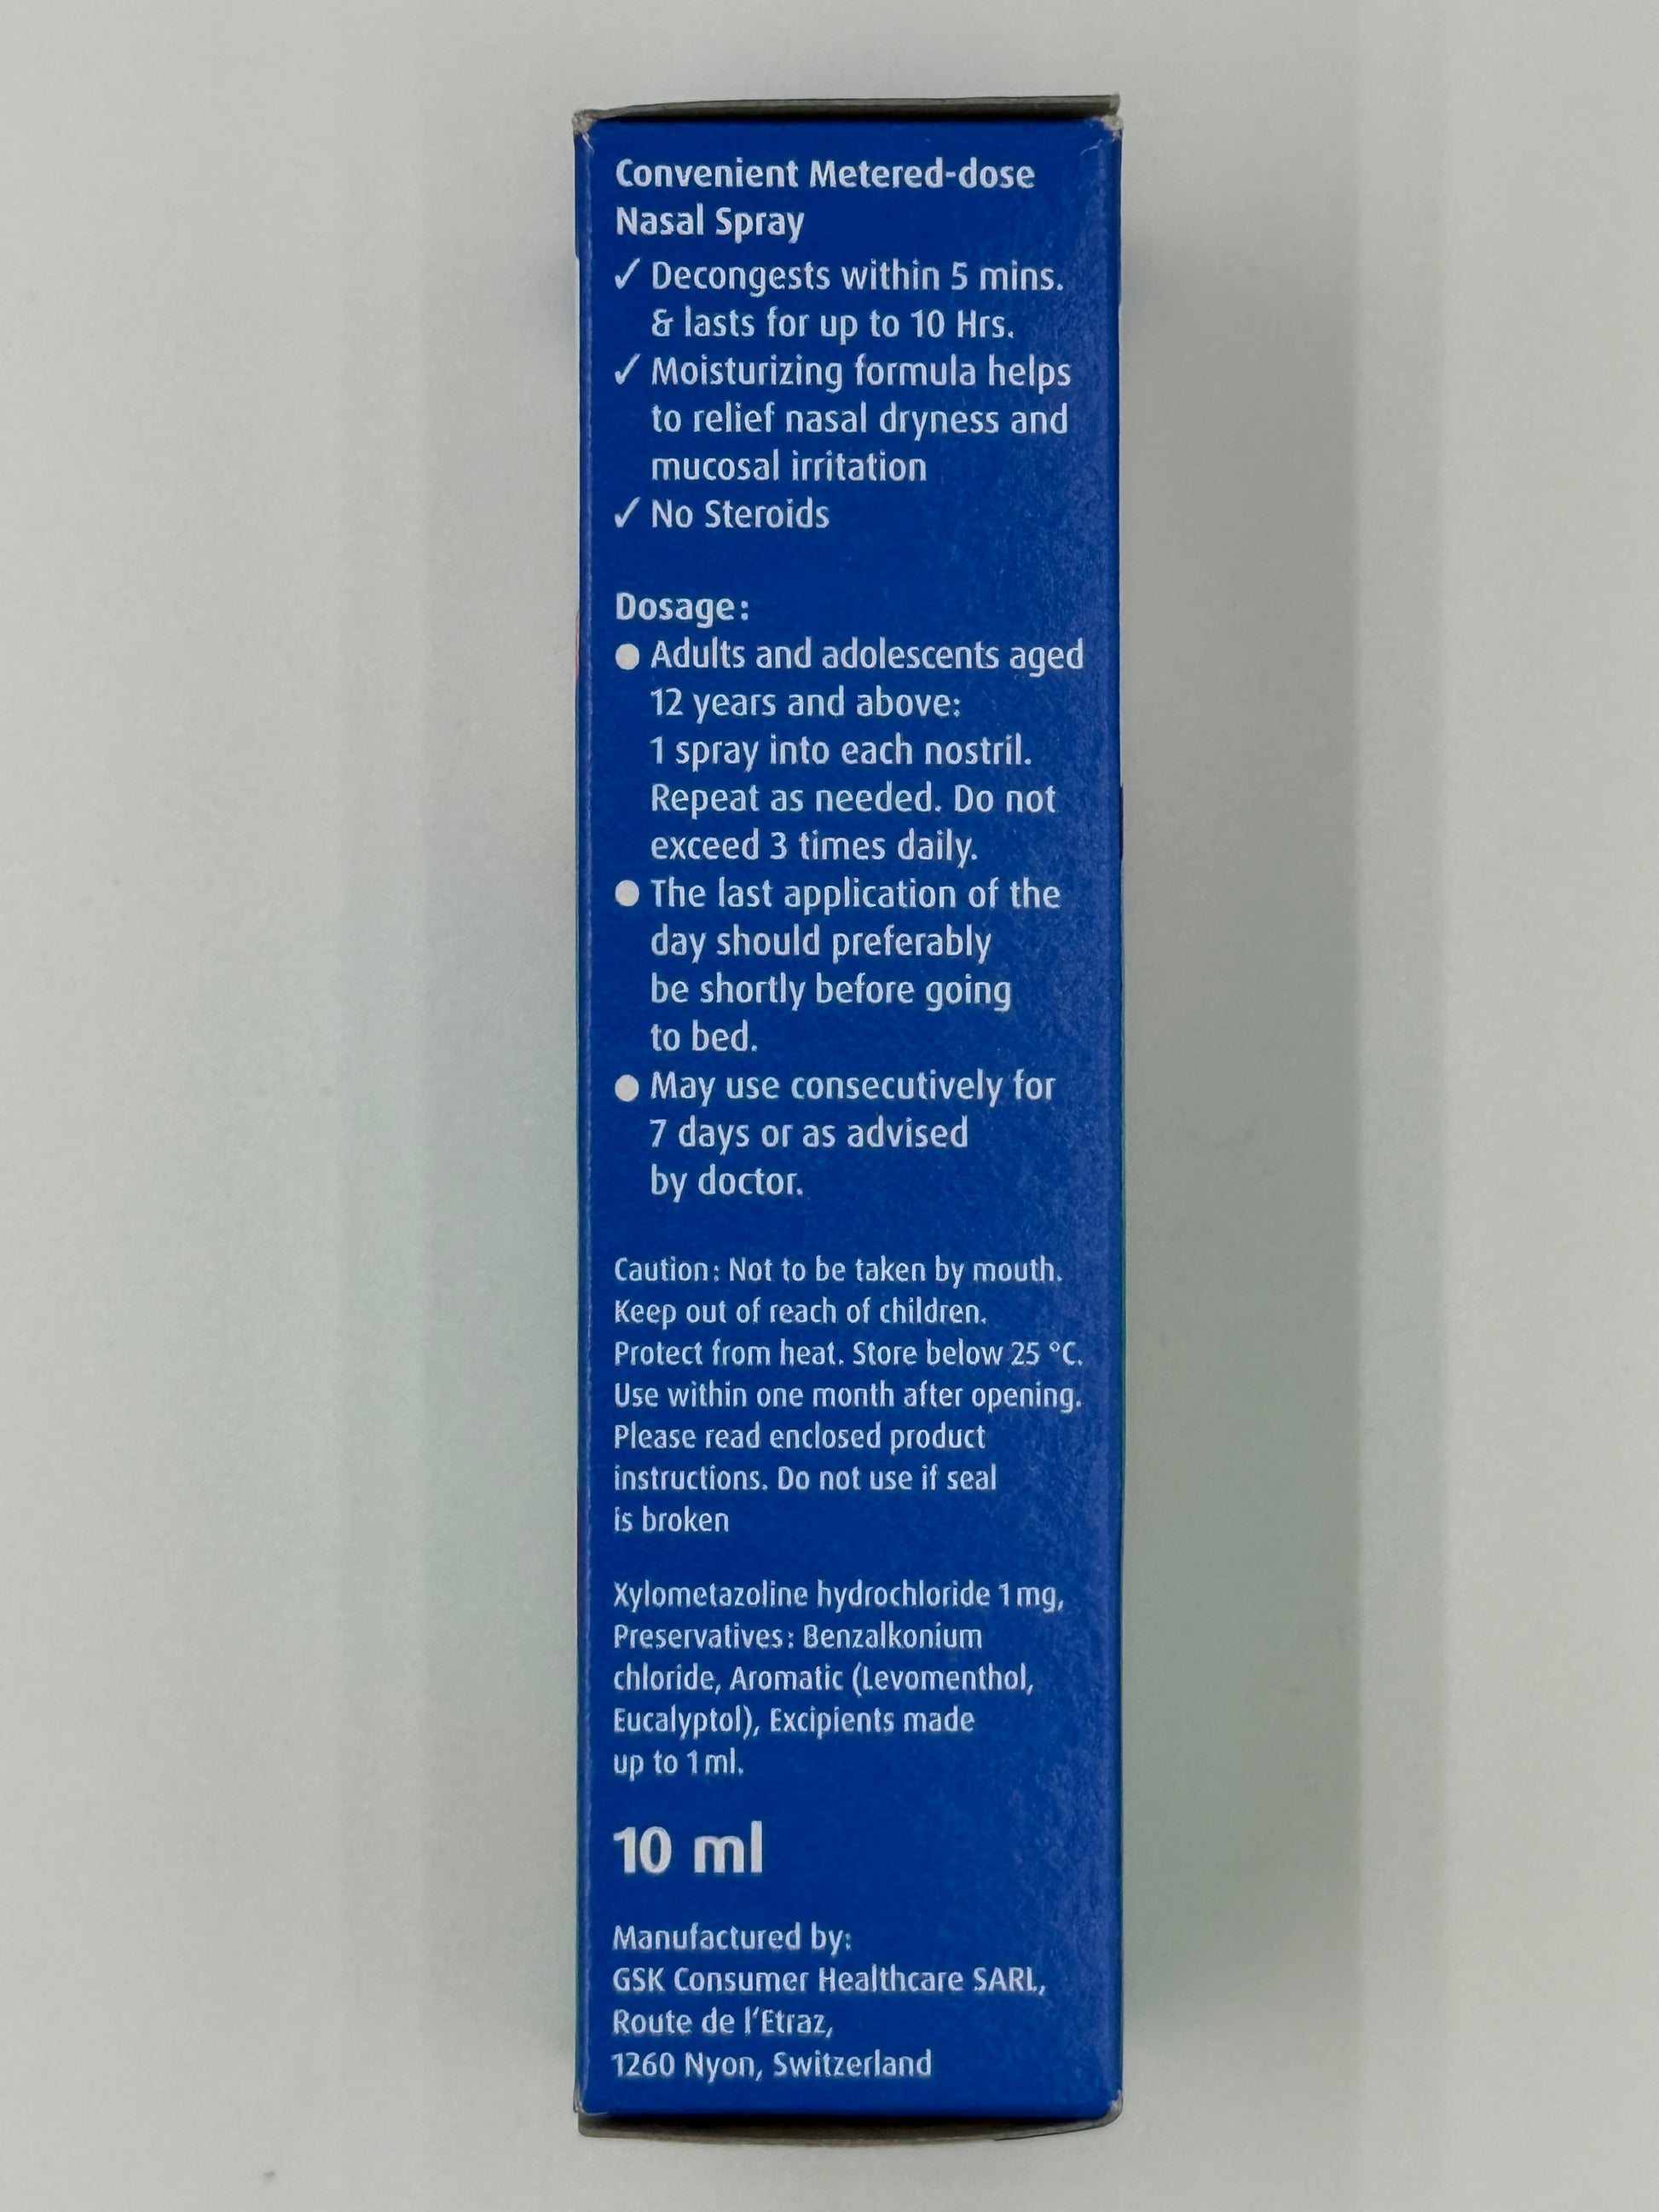 Convenient Metered-dose
Nasal Spray
✓ Decongests within 5 mins.
& lasts for up to 10 Hrs.
✓ Moisturizing formula helps
to relief nasal dryness and
mucosal irritation
✓ No Steroids
Dosage:
● Adults and adolescents aged
12 years and above:
1 spray into each nostril.
Repeat as needed. Do not
exceed 3 times daily.
● The last application of the
day should preferably
be shortly before going
to bed.
● May use consecutively for
7 days or as advised
by doctor.
Caution: Not to be taken by mouth.
Keep out of reach of children.
Protect from heat. Store below 25 °C.
Use within one month after opening.
Please read enclosed product
instructions. Do not use if seal
is broken
Xylometazoline hydrochloride 1 mg,
Preservatives: Benzalkonium
chloride, Aromatic (Levomenthol,
Eucalyptol), Excipients made
up to 1 ml.
10 ml
Manufactured by:
GSK Consumer Healthcare SARL,
Route de l'Etraz,
1260 Nyon, Switzerland